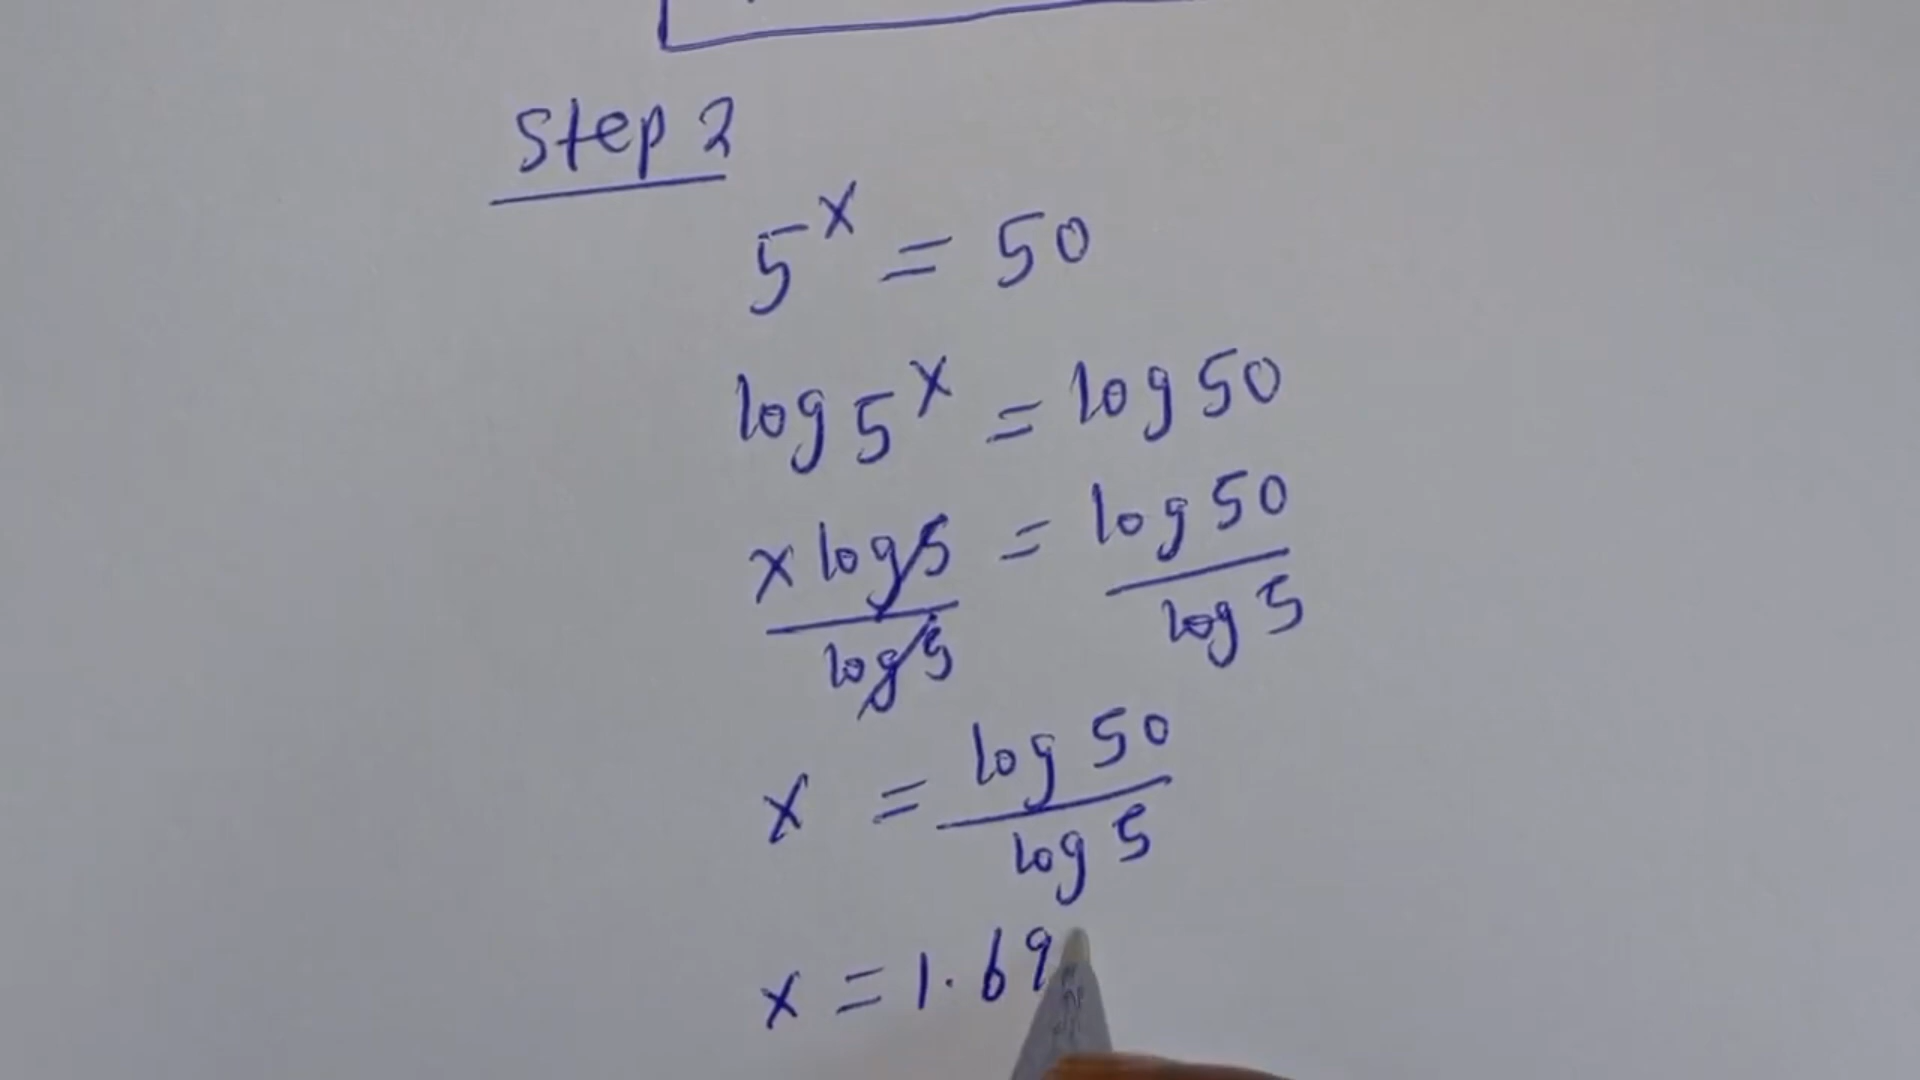 Step 2
5^x = 50
log 5^x = log 50
x log 5 / log 5 = log 50 / log 5
x = log 50 / log 5
x = 1.69